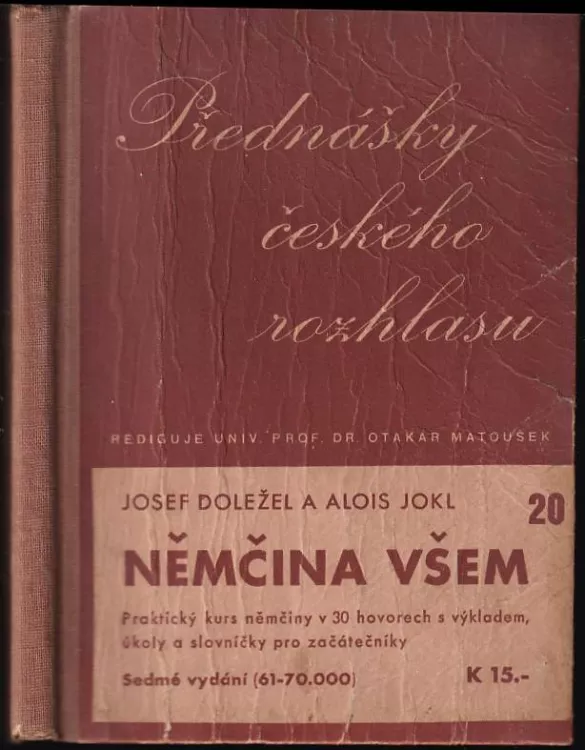 Přednášky
českého
rozhlasu
REDIGUJE UNIV. PROF. DR. OTAKAR MATOUŠEK
JOSEF DOLEŽEL A ALOIS JOKL
20
NĚMČINA VŠEM
Praktický kurs němčiny v 30 hovorech s výkladem,
úkoly a slovníčky pro začátečníky
Sedmé vydání (61-70.000)
K 15.-